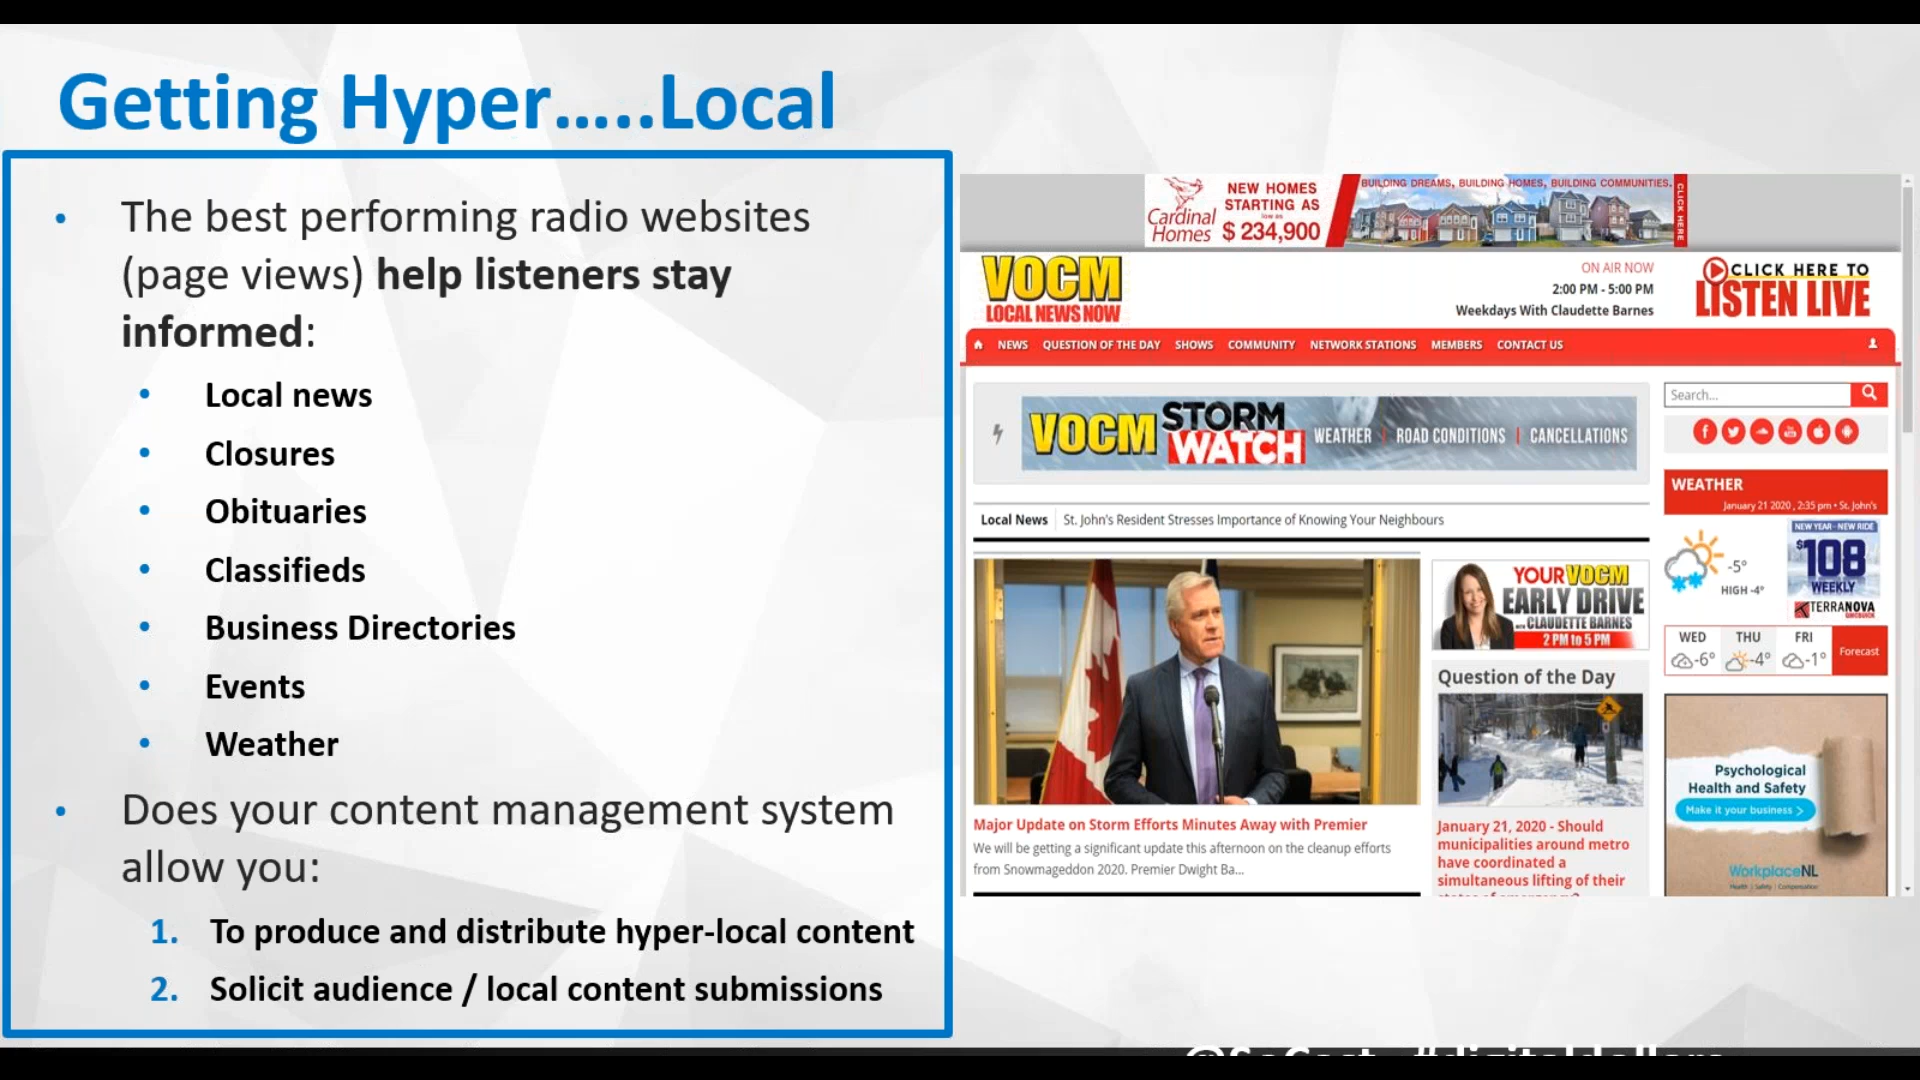 Getting Hyper.....Local
• The best performing radio websites
(page views) help listeners stay
informed:
• Local news
• Closures
• Obituaries
• Classifieds
• Business Directories
• Events
• Weather
• Does your content management system
allow you:
1. To produce and distribute hyper-local content
2. Solicit audience / local content submissions
Cardinal
Homes
NEW HOMES
STARTING AS
low as
$ 234,900
BUILDING DREAMS, BUILDING HOMES, BUILDING COMMUNITIES.
CLICK HERE
VOCM
LOCAL NEWS NOW
ON AIR NOW
2:00 PM - 5:00 PM
Weekdays With Claudette Barnes
CLICK HERE TO
LISTEN LIVE
NEWS QUESTION OF THE DAY SHOWS COMMUNITY NETWORK STATIONS MEMBERS CONTACT US
VOCM STORM
WATCH
WEATHER | ROAD CONDITIONS | CANCELLATIONS
Search...
Local News St. John's Resident Stresses Importance of Knowing Your Neighbours
WEATHER
January 21 2020 , 2:35 pm • St. John's
-5°
HIGH -4°
NEW YEAR - NEW RIDE
$108
WEEKLY
TERRANOVA
WED THU FRI
-6° -4° -1°
Forecast
YOUR VOCM
EARLY DRIVE
CLAUDETTE BARNES
2 PM to 5 PM
Question of the Day
January 21, 2020 - Should
municipalities around metro
have coordinated a
simultaneous lifting of their
Major Update on Storm Efforts Minutes Away with Premier
We will be getting a significant update this afternoon on the cleanup efforts
from Snowmageddon 2020. Premier Dwight Ba...
Psychological
Health and Safety
Make it your business >
WorkplaceNL
Health | Safety | Compensation